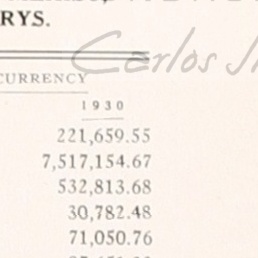 RYS.
Carlos
CURRENCY
1930
221,659.55
7,517,154.67
532,813.68
30,782.48
71,050.76